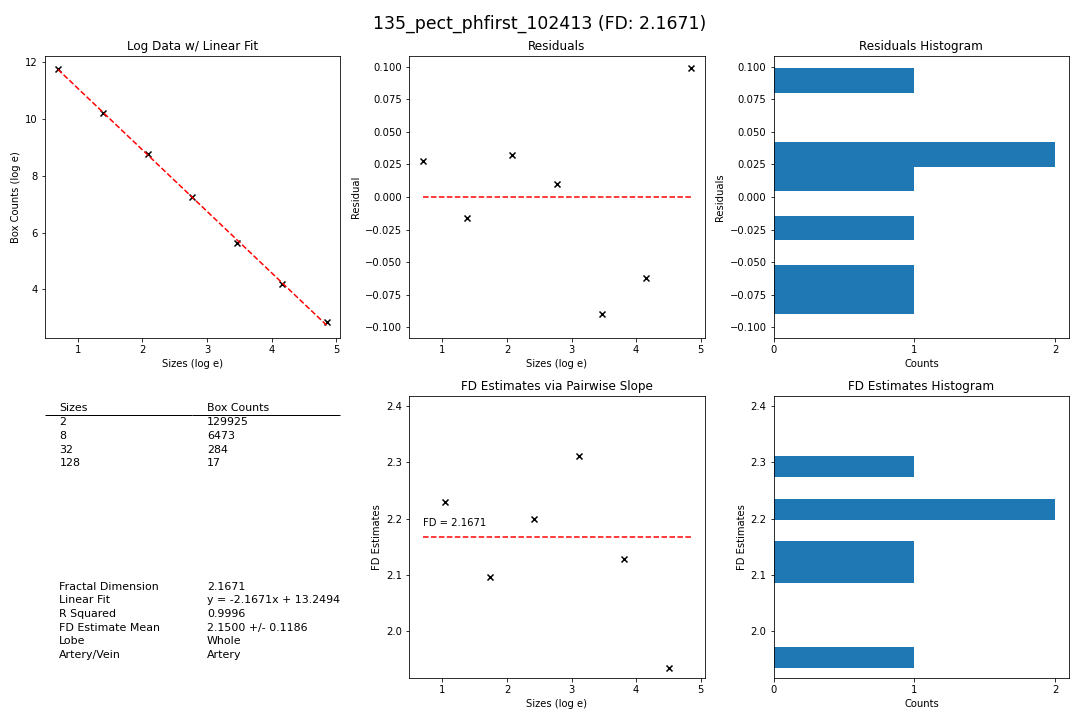 135_pect_phfirst_102413 (FD: 2.1671)
Log Data w/ Linear Fit
12
10
8
6
4
Box Counts (log e)
1 2 3 4 5
Sizes (log e)
Residuals
0.100
0.075
0.050
0.025
0.000
−0.025
−0.050
−0.075
−0.100
Residual
1 2 3 4 5
Sizes (log e)
Residuals Histogram
0.100
0.075
0.050
0.025
0.000
−0.025
−0.050
−0.075
−0.100
Residuals
0 1 2
Counts
Sizes Box Counts
2 129925
8 6473
32 284
128 17
Fractal Dimension 2.1671
Linear Fit y = -2.1671x + 13.2494
R Squared 0.9996
FD Estimate Mean 2.1500 +/- 0.1186
Lobe Whole
Artery/Vein Artery
FD Estimates via Pairwise Slope
2.4
2.3
2.2
2.1
2.0
FD Estimates
FD = 2.1671
1 2 3 4 5
Sizes (log e)
FD Estimates Histogram
2.4
2.3
2.2
2.1
2.0
FD Estimates
0 1 2
Counts